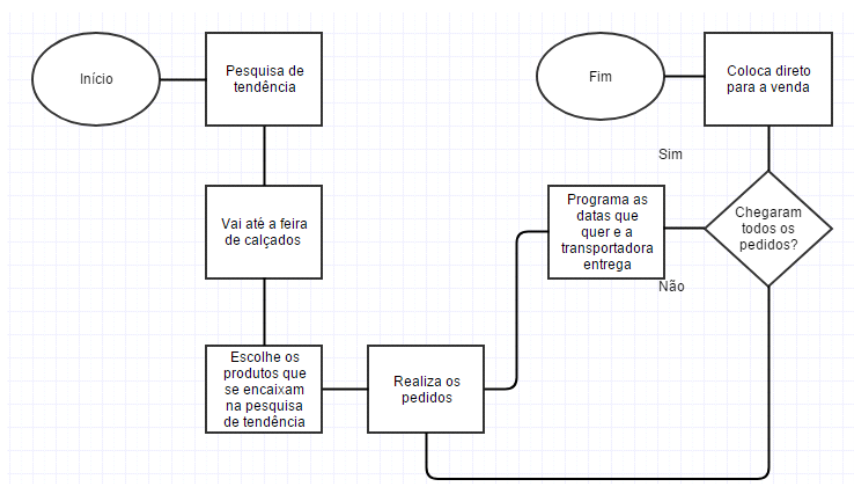 Início
Pesquisa de
tendência
Vai até a feira
de calçados
Escolhe os
produtos que
se encaixam
na pesquisa
de tendência
Realiza os
pedidos
Programa as
datas que
quer e a
transportadora
entrega
Chegaram
todos os
pedidos?
Sim
Não
Coloca direto
para a venda
Fim